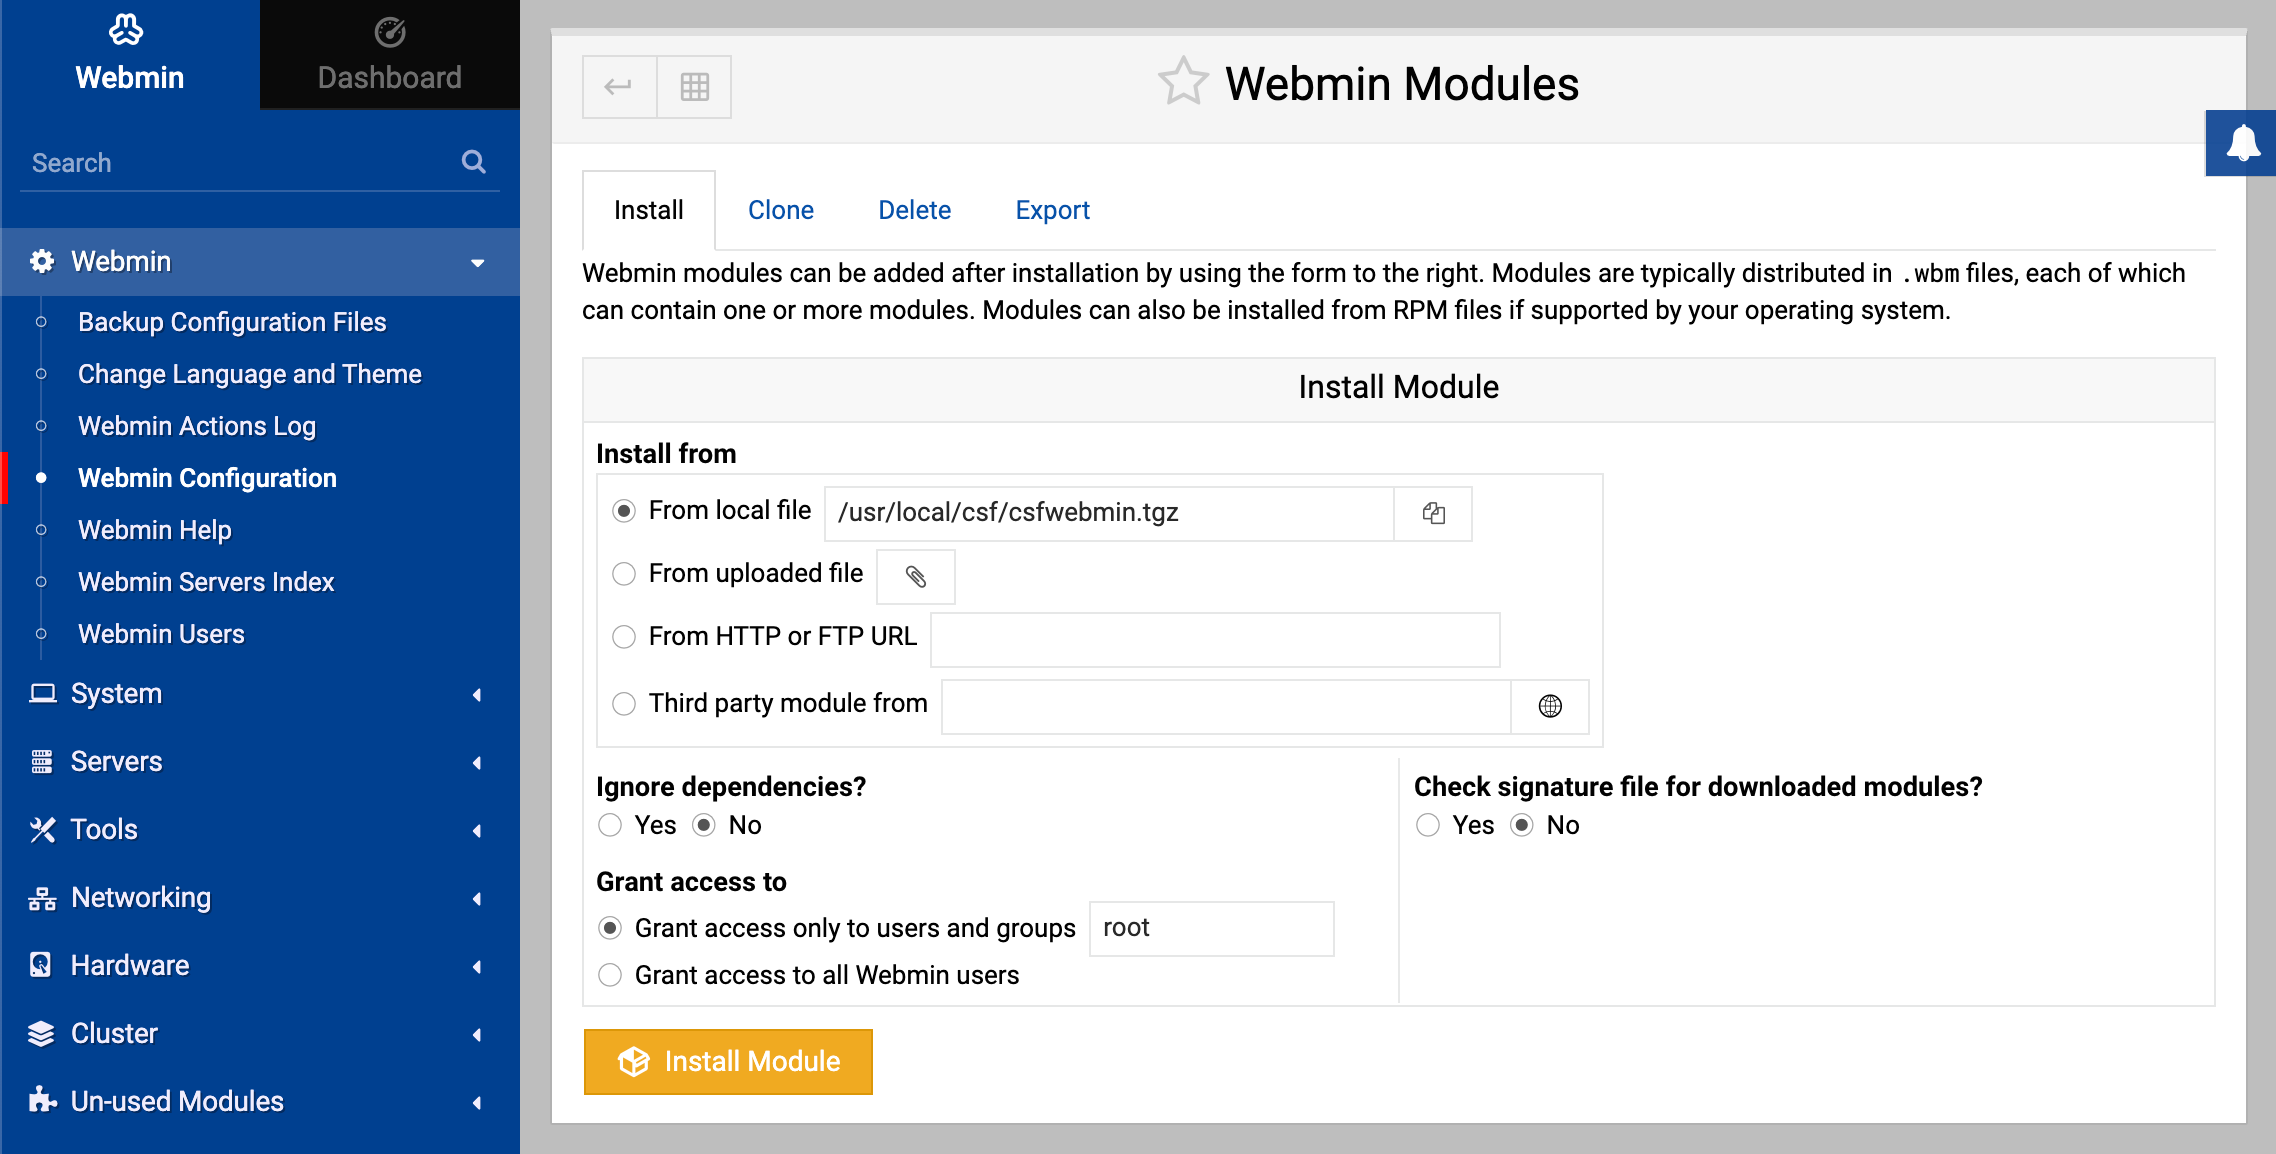 Webmin
Dashboard
Search
Webmin
Backup Configuration Files
Change Language and Theme
Webmin Actions Log
Webmin Configuration
Webmin Help
Webmin Servers Index
Webmin Users
System
Servers
Tools
Networking
Hardware
Cluster
Un-used Modules
Webmin Modules
Install Clone Delete Export
Webmin modules can be added after installation by using the form to the right. Modules are typically distributed in .wbm files, each of which
can contain one or more modules. Modules can also be installed from RPM files if supported by your operating system.
Install Module
Install from
From local file /usr/local/csf/csfwebmin.tgz
From uploaded file
From HTTP or FTP URL
Third party module from
Ignore dependencies?
Yes No
Check signature file for downloaded modules?
Yes No
Grant access to
Grant access only to users and groups root
Grant access to all Webmin users
Install Module